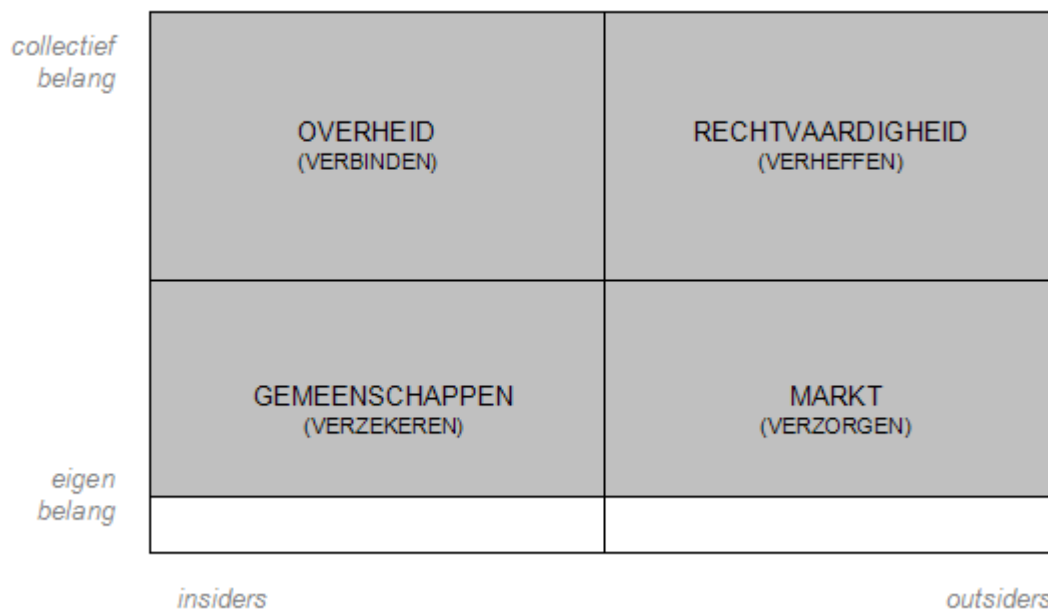 collectief
belang
OVERHEID
(VERBINDEN)
RECHTVAARDIGHEID
(VERHEFFEN)
GEMEENSCHAPPEN
(VERZEKEREN)
MARKT
(VERZORGEN)
eigen
belang
insiders
outsiders